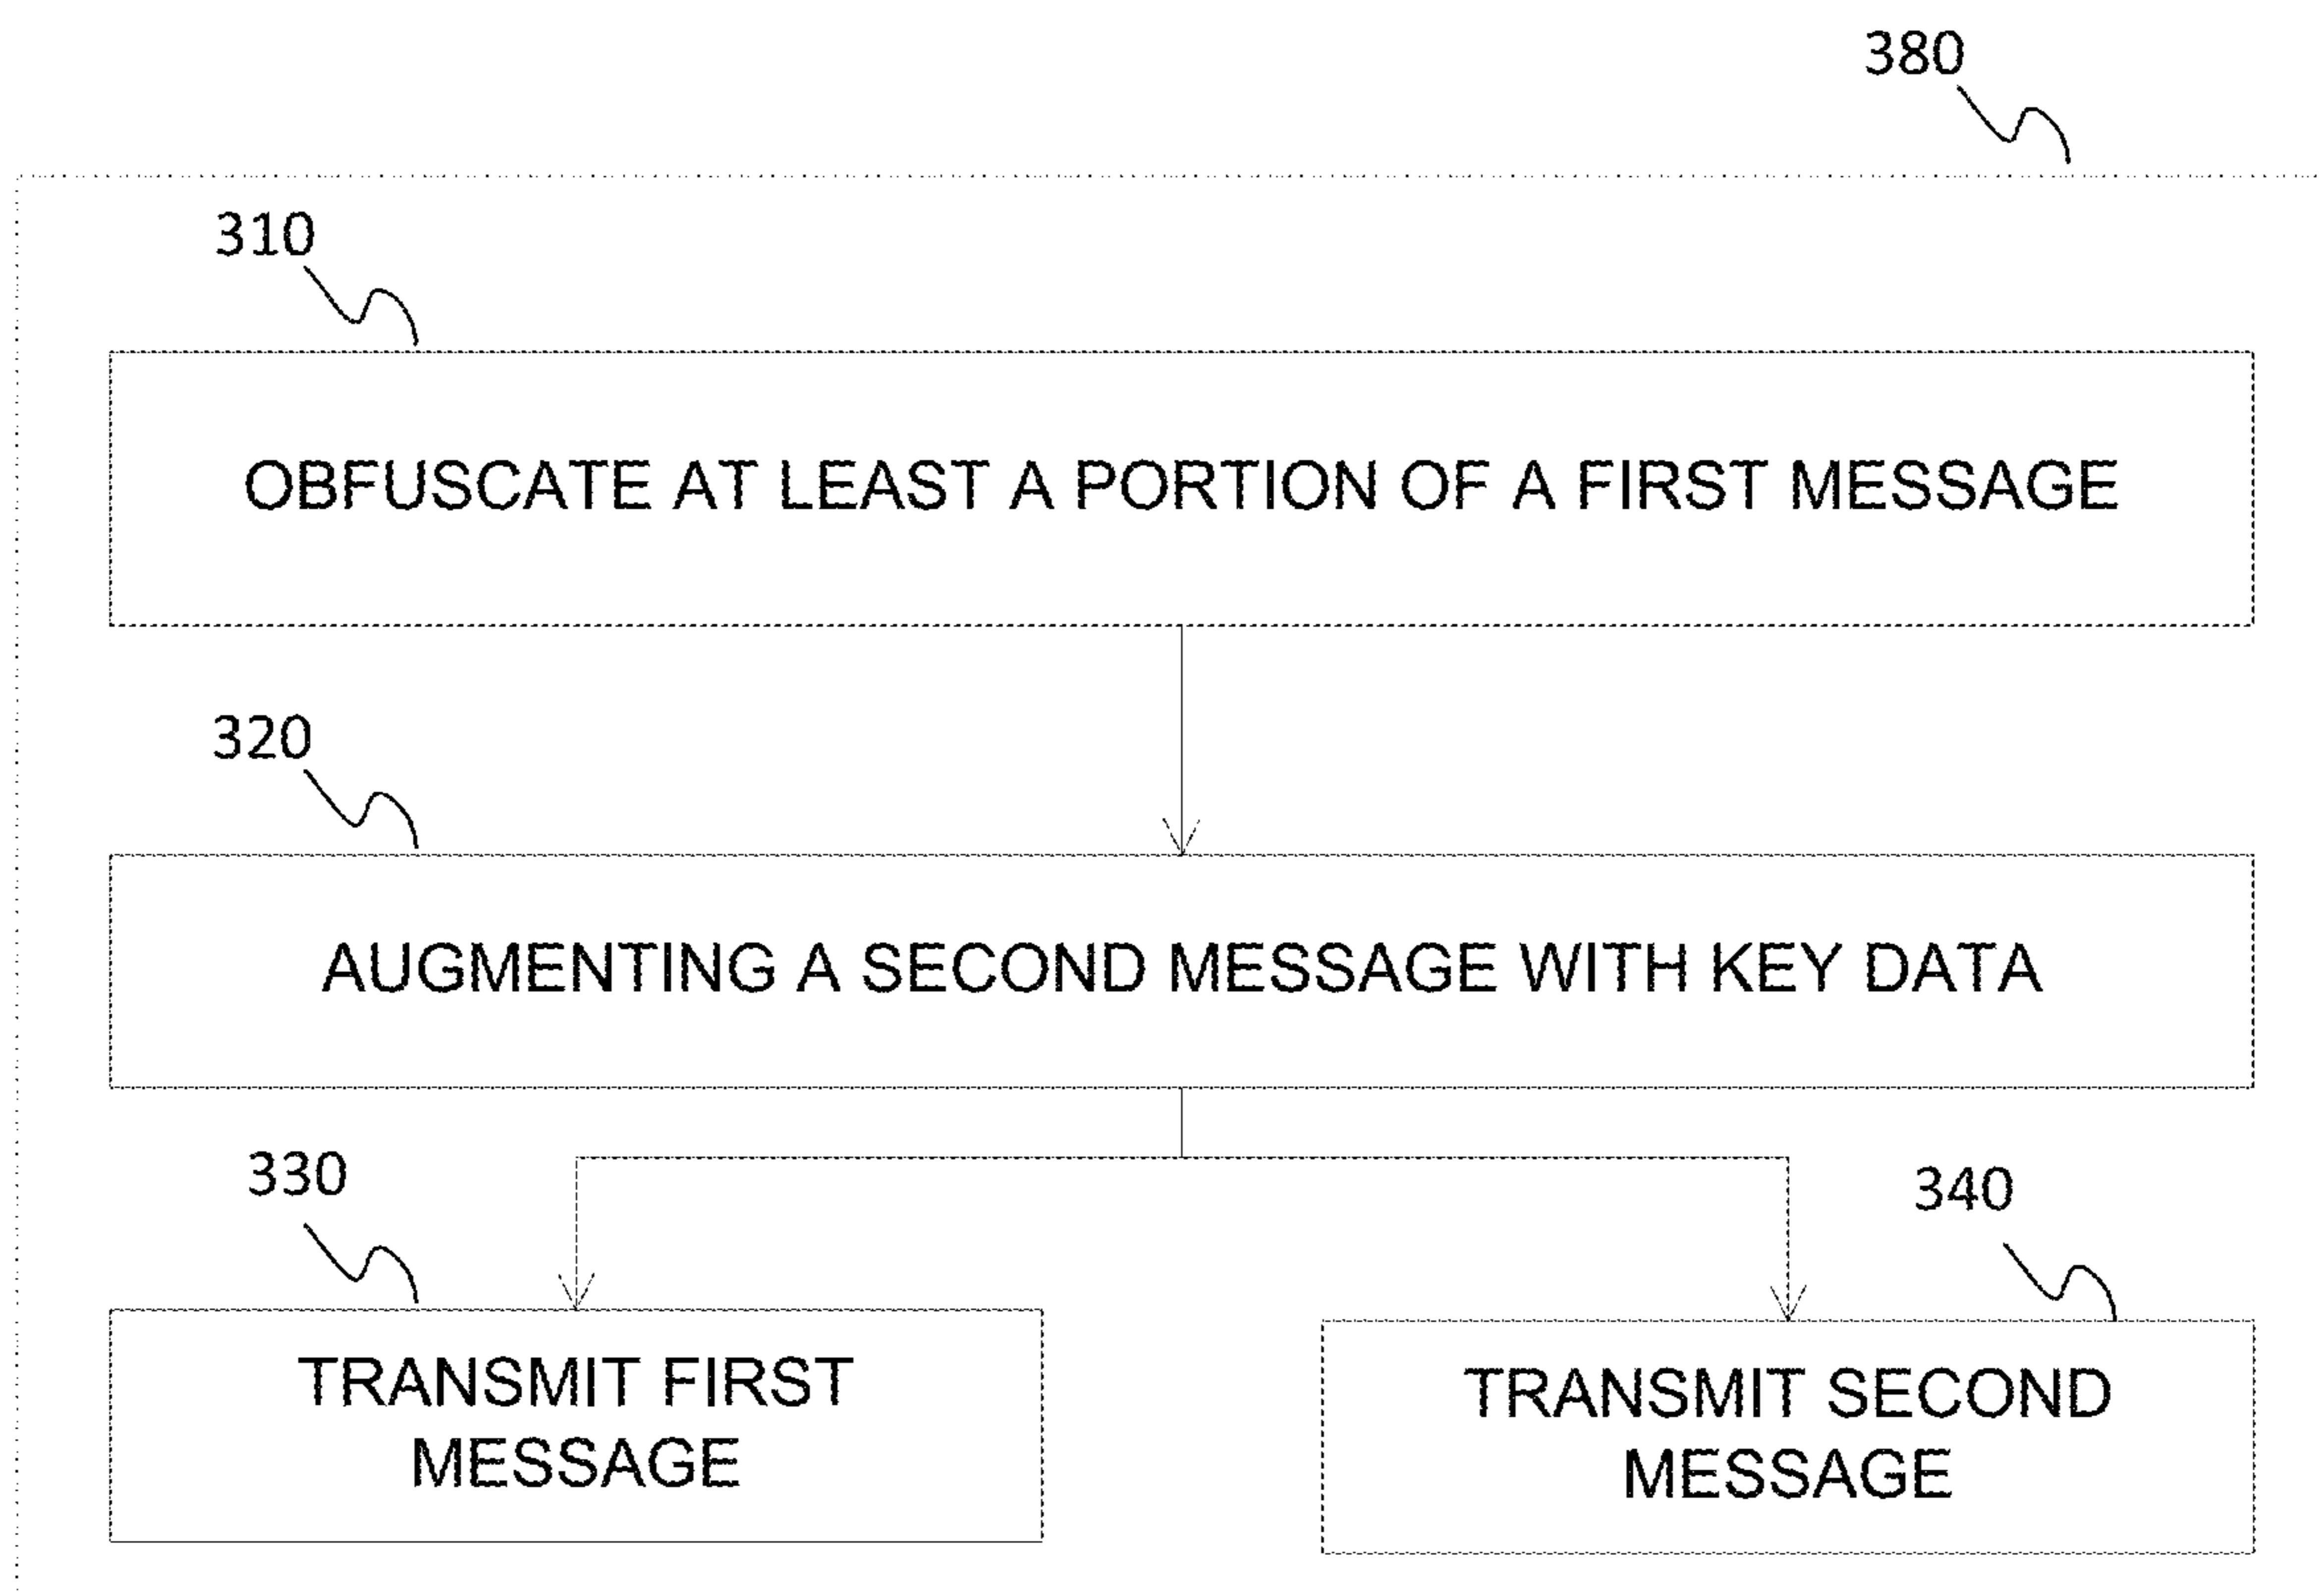 380
310
OBFUSCATE AT LEAST A PORTION OF A FIRST MESSAGE
320
AUGMENTING A SECOND MESSAGE WITH KEY DATA
330
340
TRANSMIT FIRST
MESSAGE
TRANSMIT SECOND
MESSAGE